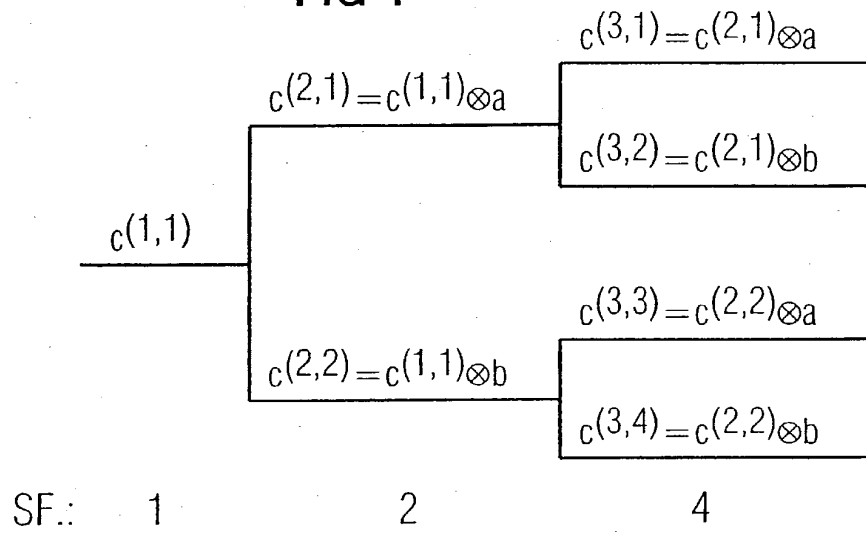 c(3,1)=c(2,1)⊗a
c(2,1)=c(1,1)⊗a
c(3,2)=c(2,1)⊗b
c(1,1)
c(3,3)=c(2,2)⊗a
c(2,2)=c(1,1)⊗b
c(3,4)=c(2,2)⊗b
SF.: 1 2 4